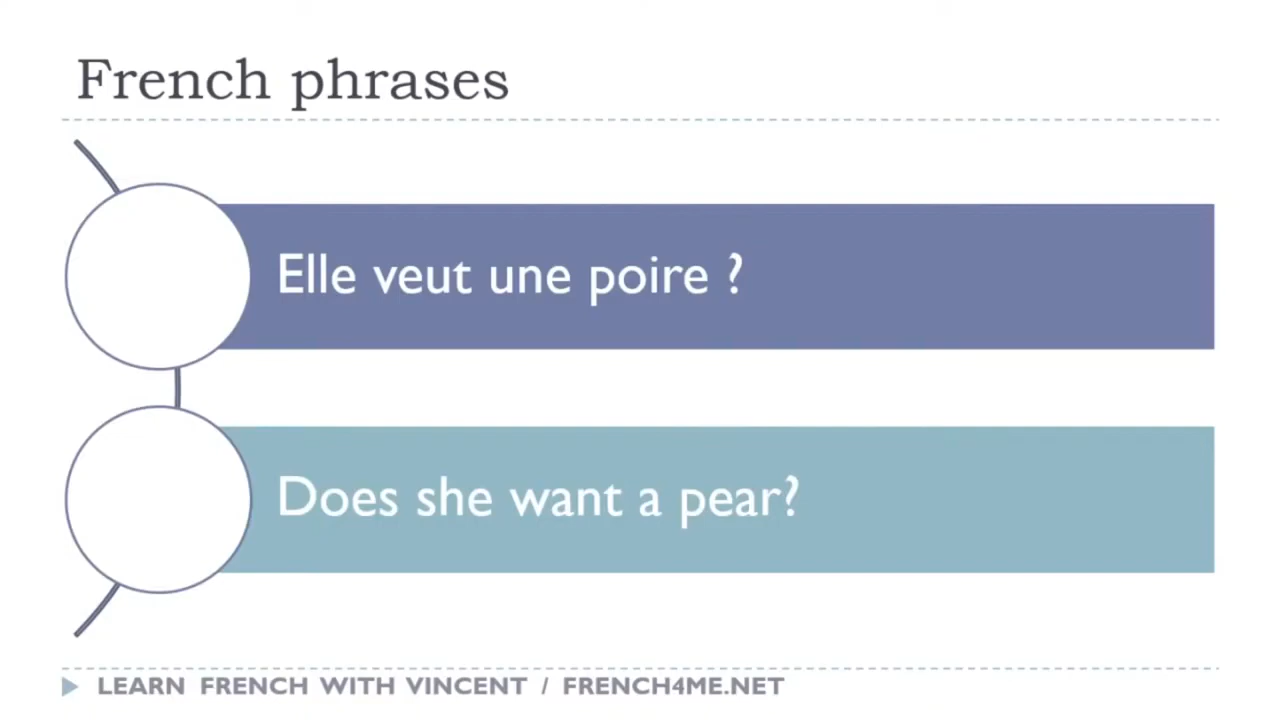 French phrases
Elle veut une poire ?
Does she want a pear?
LEARN FRENCH WITH VINCENT / FRENCH4ME.NET